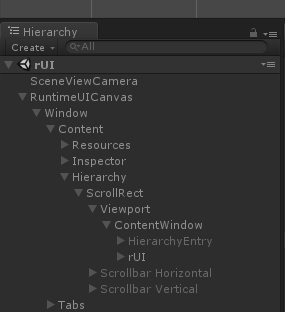 Hierarchy
Create All
rUI
SceneViewCamera
RuntimeUICanvas
Window
Content
Resources
Inspector
Hierarchy
ScrollRect
Viewport
ContentWindow
HierarchyEntry
rUI
Scrollbar Horizontal
Scrollbar Vertical
Tabs